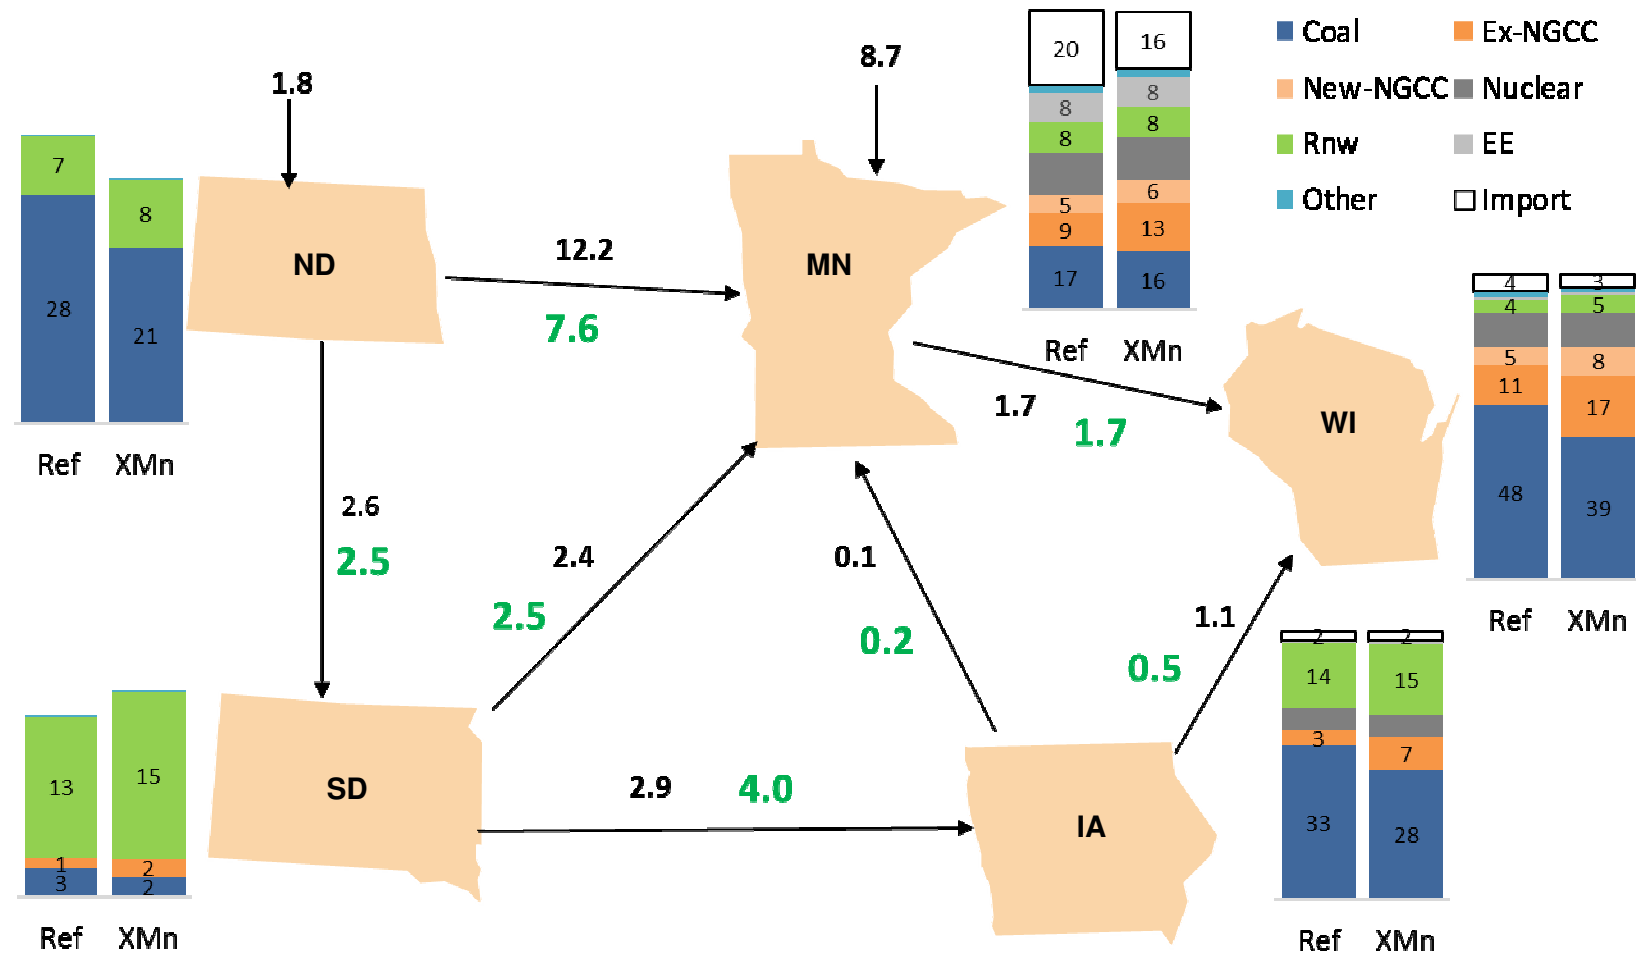 1.8
8.7
20
16
8
8
8
8
5
6
9
13
17
16
Ref
XMn
Coal
Ex-NGCC
New-NGCC
Nuclear
Rnw
EE
Other
Import
7
8
28
21
Ref
XMn
ND
12.2
7.6
MN
1.7
1.7
WI
4
3
4
5
5
8
11
17
48
39
Ref
XMn
2.6
2.5
2.4
2.5
0.1
0.2
1.1
0.5
13
15
1
2
3
2
Ref
XMn
SD
2.9
4.0
IA
2
2
14
15
3
7
33
28
Ref
XMn